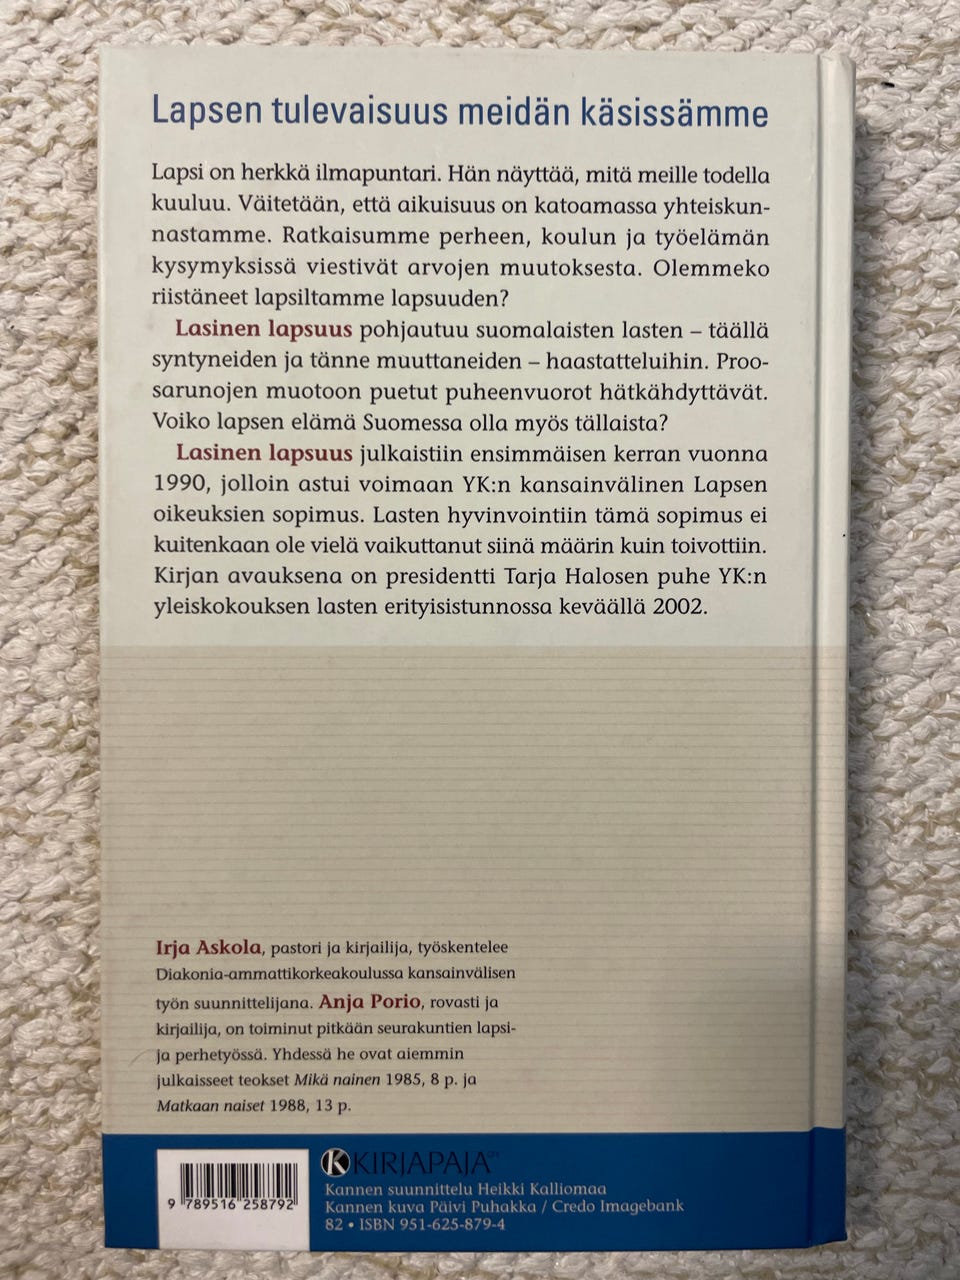 Lapsen tulevaisuus meidän käsissämme
Lapsi on herkkä ilmapuntari. Hän näyttää, mitä meille todella
kuuluu. Väitetään, että aikuisuus on katoamassa yhteiskun-
nastamme. Ratkaisumme perheen, koulun ja työelämän
kysymyksissä viestivät arvojen muutoksesta. Olemmeko
riistäneet lapsiltamme lapsuuden?
Lasinen lapsuus pohjautuu suomalaisten lasten – täällä
syntyneiden ja tänne muuttaneiden – haastatteluihin. Proo-
sarunojen muotoon puetut puheenvuorot hätkähdyttävät.
Voiko lapsen elämä Suomessa olla myös tällaista?
Lasinen lapsuus julkaistiin ensimmäisen kerran vuonna
1990, jolloin astui voimaan YK:n kansainvälinen Lapsen
oikeuksien sopimus. Lasten hyvinvointiin tämä sopimus ei
kuitenkaan ole vielä vaikuttanut siinä määrin kuin toivottiin.
Kirjan avauksena on presidentti Tarja Halosen puhe YK:n
yleiskokouksen lasten erityisistunnossa keväällä 2002.
Irja Askola, pastori ja kirjailija, työskentelee
Diakonia-ammattikorkeakoulussa kansainvälisen
työn suunnittelijana. Anja Porio, rovasti ja
kirjailija, on toiminut pitkään seurakuntien lapsi-
ja perhetyössä. Yhdessä he ovat aiemmin
julkaisseet teokset Mikä nainen 1985, 8 p. ja
Matkaan naiset 1988, 13 p.
9 789516 258792
K KIRJAPAJA OY
Kannen suunnittelu Heikki Kalliomaa
Kannen kuva Päivi Puhakka / Credo Imagebank
82 • ISBN 951-625-879-4